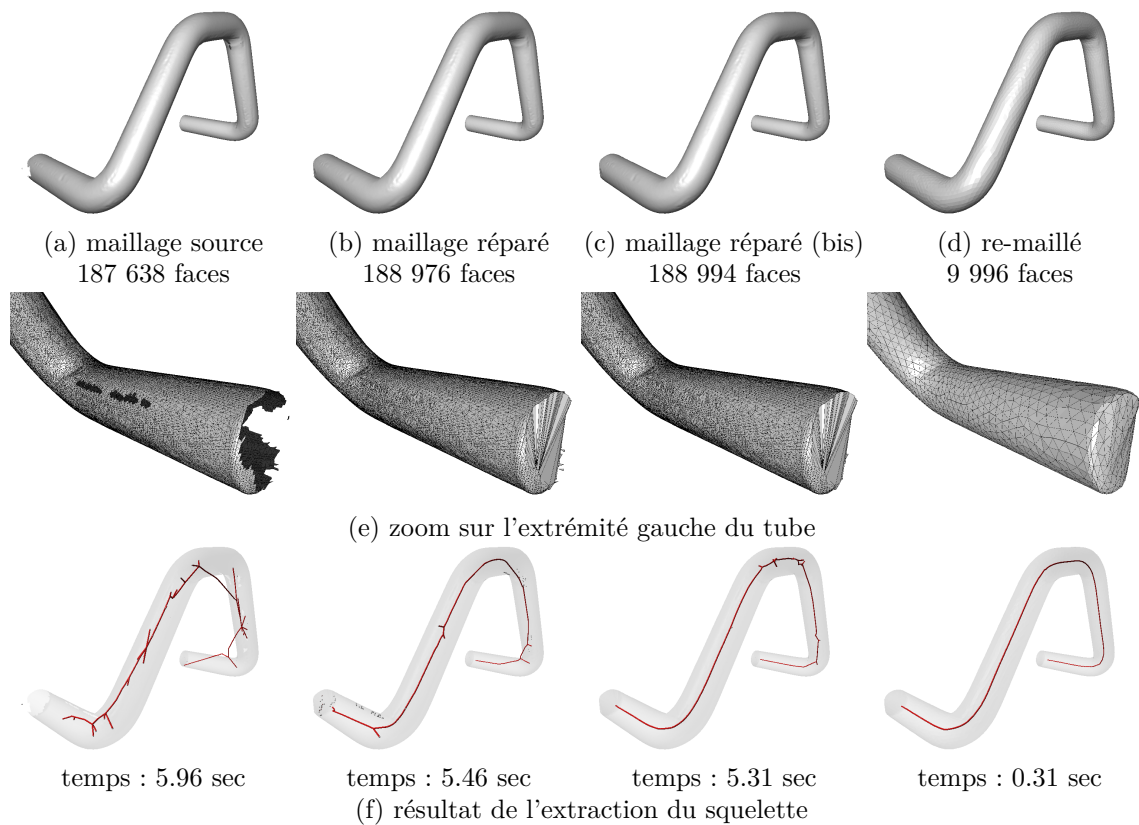 (a) maillage source
187 638 faces
(b) maillage réparé
188 976 faces
(c) maillage réparé (bis)
188 994 faces
(d) re-maillé
9 996 faces
(e) zoom sur l'extrémité gauche du tube
temps : 5.96 sec
temps : 5.46 sec
temps : 5.31 sec
temps : 0.31 sec
(f) résultat de l'extraction du squelette